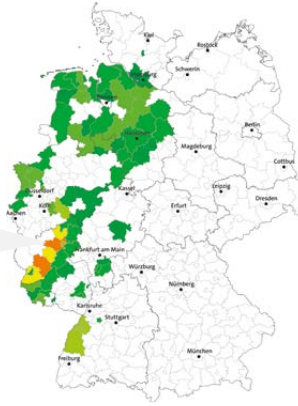 Kiel
Rostock
Schwerin
Hamburg
Bremen
Berlin
Hannover
Magdeburg
Cottbus
Düsseldorf
Kassel
Leipzig
Köln
Dresden
Aachen
Erfurt
Frankfurt am Main
Würzburg
Nürnberg
Karlsruhe
Stuttgart
Freiburg
München